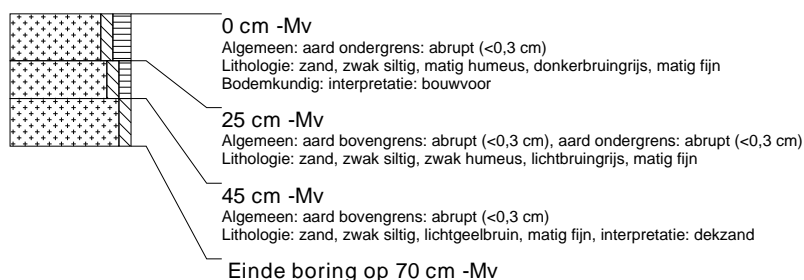 0 cm -Mv
Algemeen: aard ondergrens: abrupt (<0,3 cm)
Lithologie: zand, zwak siltig, matig humeus, donkerbruingrijs, matig fijn
Bodemkundig: interpretatie: bouwvoor
25 cm -Mv
Algemeen: aard bovengrens: abrupt (<0,3 cm), aard ondergrens: abrupt (<0,3 cm)
Lithologie: zand, zwak siltig, zwak humeus, lichtbruingrijs, matig fijn
45 cm -Mv
Algemeen: aard bovengrens: abrupt (<0,3 cm)
Lithologie: zand, zwak siltig, lichtgeelbruin, matig fijn, interpretatie: dekzand
Einde boring op 70 cm -Mv